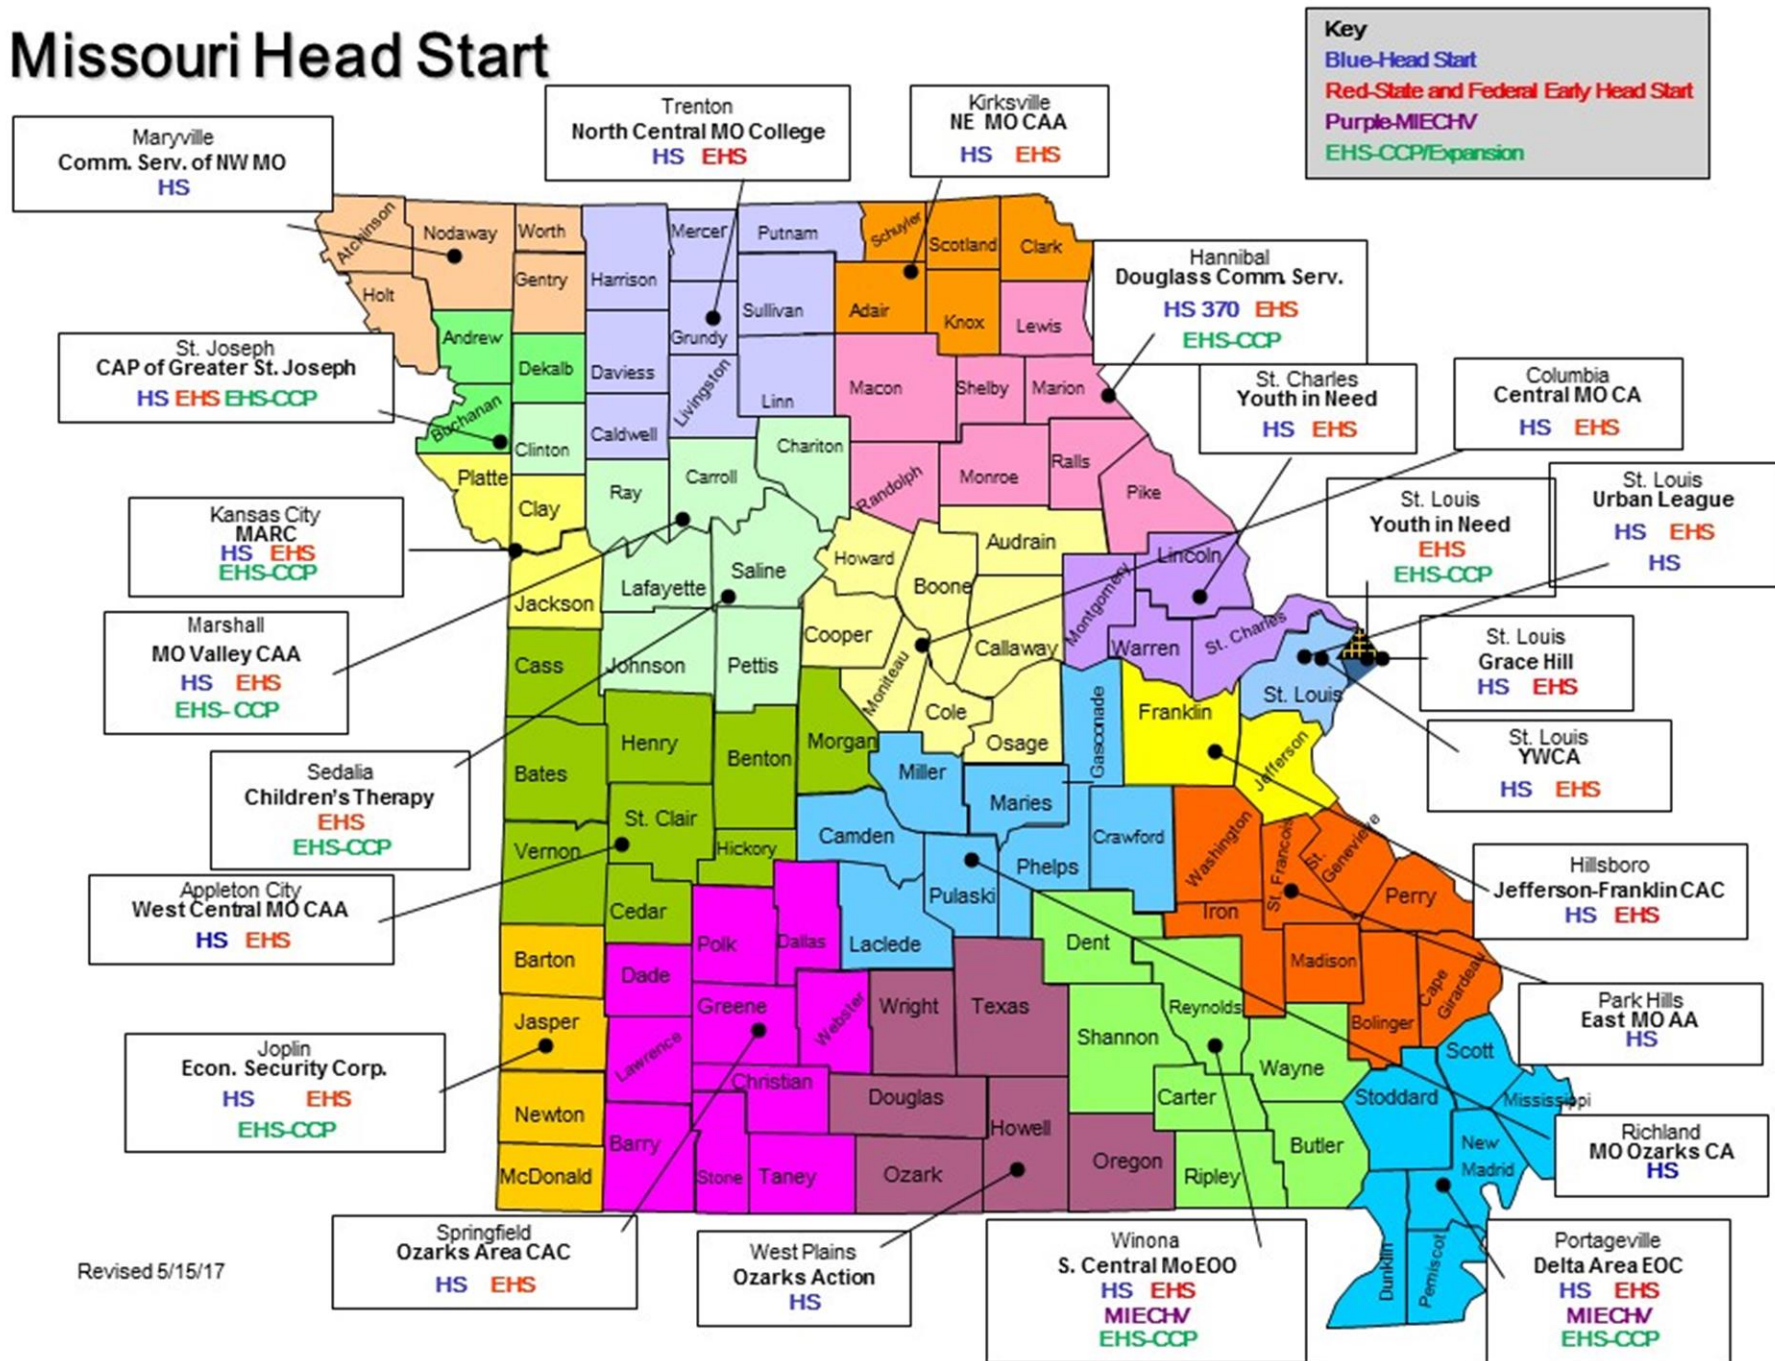 Missouri Head Start
Key
Blue-Head Start
Red-State and Federal Early Head Start
Purple-MIECHV
EHS-CCP/Expansion
Maryville
Comm. Serv. of NW MO
HS
Trenton
North Central MO College
HS EHS
Kirksville
NE MO CAA
HS EHS
Hannibal
Douglass Comm. Serv.
HS 370 EHS
EHS-CCP
St. Joseph
CAP of Greater St. Joseph
HS EHS EHS-CCP
St. Charles
Youth in Need
HS EHS
Columbia
Central MO CA
HS EHS
Kansas City
MARC
HS EHS
EHS-CCP
St. Louis
Youth in Need
EHS
EHS-CCP
St. Louis
Urban League
HS EHS
HS
Marshall
MO Valley CAA
HS EHS
EHS- CCP
St. Louis
Grace Hill
HS EHS
St. Louis
YWCA
HS EHS
Sedalia
Children's Therapy
EHS
EHS-CCP
Appleton City
West Central MO CAA
HS EHS
Hillsboro
Jefferson-Franklin CAC
HS EHS
Park Hills
East MO AA
HS
Joplin
Econ. Security Corp.
HS EHS
EHS-CCP
Richland
MO Ozarks CA
HS
Springfield
Ozarks Area CAC
HS EHS
West Plains
Ozarks Action
HS
Winona
S. Central MoEOO
HS EHS
MIECHV
EHS-CCP
Portageville
Delta Area EOC
HS EHS
MIECHV
EHS-CCP
Revised 5/15/17
Atchinson
Nodaway
Worth
Gentry
Holt
Harrison
Mercer
Putnam
Schuyler
Scotland
Clark
Andrew
Dekalb
Daviess
Grundy
Sullivan
Adair
Knox
Lewis
Buchanan
Clinton
Caldwell
Livingston
Linn
Macon
Shelby
Marion
Platte
Clay
Ray
Carroll
Chariton
Randolph
Monroe
Ralls
Pike
Jackson
Lafayette
Saline
Howard
Boone
Audrain
Callaway
Montgomery
Lincoln
Warren
St. Charles
St. Louis
Cass
Johnson
Pettis
Cooper
Moniteau
Cole
Osage
Gasconade
Franklin
Jefferson
Bates
Henry
Benton
Morgan
Miller
Maries
Vernon
St. Clair
Hickory
Camden
Pulaski
Phelps
Crawford
Washington
St. Francois
St.
Genevieve
Perry
Cedar
Polk
Dallas
Laclede
Dent
Iron
Madison
Bolinger
Cape
Girardeau
Barton
Dade
Greene
Webster
Wright
Texas
Shannon
Reynolds
Wayne
Scott
Jasper
Lawrence
Christian
Douglas
Howell
Carter
Butler
Stoddard
Mississippi
Newton
Barry
Stone
Taney
Ozark
Oregon
Ripley
New
Madrid
McDonald
Dunklin
Pemiscot